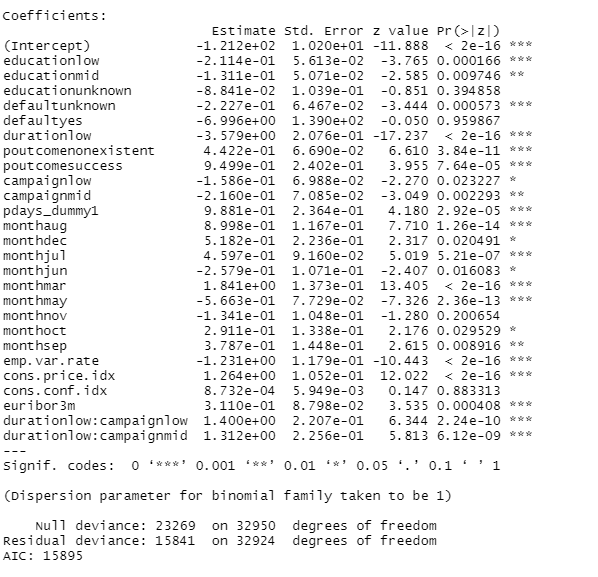 Coefficients:
Estimate Std. Error z value Pr(>|z|)
(Intercept) -1.212e+02 1.020e+01 -11.888 < 2e-16 ***
educationlow -2.114e-01 5.613e-02 -3.765 0.000166 ***
educationmid -1.311e-01 5.071e-02 -2.585 0.009746 **
educationunknown -8.841e-02 1.039e-01 -0.851 0.394858
defaultunknown -2.227e-01 6.467e-02 -3.444 0.000573 ***
defaultyes -6.996e+00 1.390e+02 -0.050 0.959867
durationlow -3.579e+00 2.076e-01 -17.237 < 2e-16 ***
poutcomenonexistent 4.422e-01 6.690e-02 6.610 3.84e-11 ***
poutcomesuccess 9.499e-01 2.402e-01 3.955 7.64e-05 ***
campaignlow -1.586e-01 6.988e-02 -2.270 0.023227 *
campaignmid -2.160e-01 7.085e-02 -3.049 0.002293 **
pdays_dummy1 9.881e-01 2.364e-01 4.180 2.92e-05 ***
monthaug 8.998e-01 1.167e-01 7.710 1.26e-14 ***
monthdec 5.182e-01 2.236e-01 2.317 0.020491 *
monthjul 4.597e-01 9.160e-02 5.019 5.21e-07 ***
monthjun -2.579e-01 1.071e-01 -2.407 0.016083 *
monthmar 1.841e+00 1.373e-01 13.405 < 2e-16 ***
monthmay -5.663e-01 7.729e-02 -7.326 2.36e-13 ***
monthnov -1.341e-01 1.048e-01 -1.280 0.200654
monthoct 2.911e-01 1.338e-01 2.176 0.029529 *
monthsep 3.787e-01 1.448e-01 2.615 0.008916 **
emp.var.rate -1.231e+00 1.179e-01 -10.443 < 2e-16 ***
cons.price.idx 1.264e+00 1.052e-01 12.022 < 2e-16 ***
cons.conf.idx 8.732e-04 5.949e-03 0.147 0.883313
euribor3m 3.110e-01 8.798e-02 3.535 0.000408 ***
durationlow:campaignlow 1.400e+00 2.207e-01 6.344 2.24e-10 ***
durationlow:campaignmid 1.312e+00 2.256e-01 5.813 6.12e-09 ***
---
Signif. codes: 0 ‘***’ 0.001 ‘**’ 0.01 ‘*’ 0.05 ‘.’ 0.1 ‘ ’ 1
(Dispersion parameter for binomial family taken to be 1)
Null deviance: 23269 on 32950 degrees of freedom
Residual deviance: 15841 on 32924 degrees of freedom
AIC: 15895